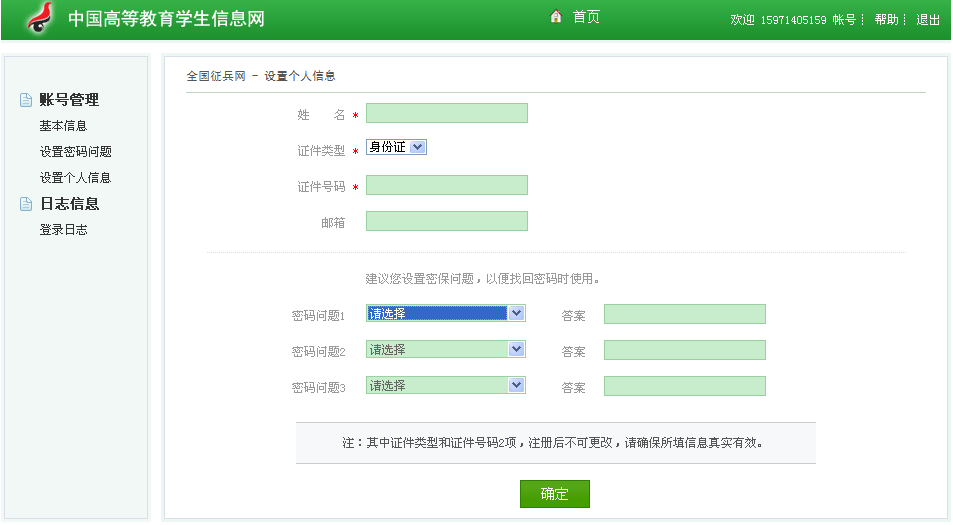 中国高等教育学生信息网
首页
欢迎 15971405159 帐号┊ 帮助┊ 退出
账号管理
基本信息
设置密码问题
设置个人信息
日志信息
登录日志
全国征兵网 - 设置个人信息
姓 名 *
证件类型 * 身份证
证件号码 *
邮箱
建议您设置密保问题，以便找回密码时使用。
密码问题1 请选择 答案
密码问题2 请选择 答案
密码问题3 请选择 答案
注：其中证件类型和证件号码2项，注册后不可更改，请确保所填信息真实有效。
确定